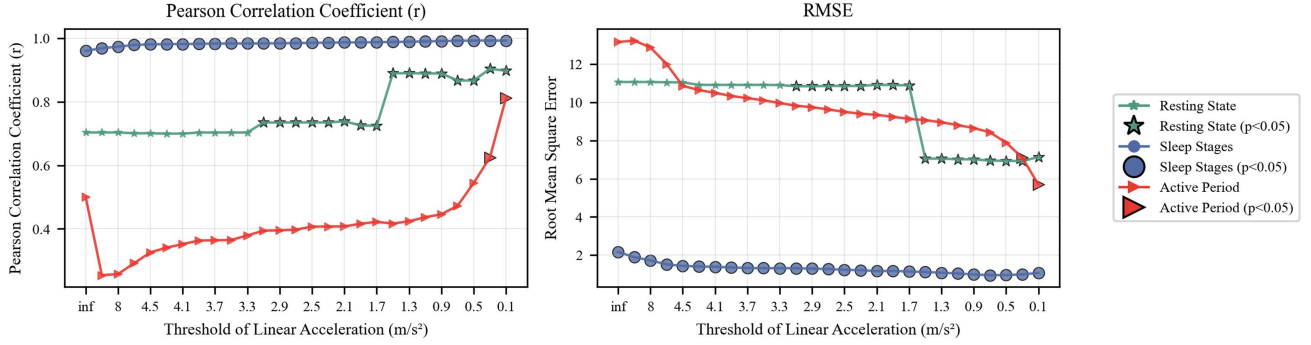 Pearson Correlation Coefficient (r)
Pearson Correlation Coefficient (r)
1.0
0.8
0.6
0.4
inf 8 4.5 4.1 3.7 3.3 2.9 2.5 2.1 1.7 1.3 0.9 0.5 0.1
Threshold of Linear Acceleration (m/s²)
RMSE
Root Mean Square Error
12
10
8
6
4
2
inf 8 4.5 4.1 3.7 3.3 2.9 2.5 2.1 1.7 1.3 0.9 0.5 0.1
Threshold of Linear Acceleration (m/s²)
Resting State
Resting State (p<0.05)
Sleep Stages
Sleep Stages (p<0.05)
Active Period
Active Period (p<0.05)